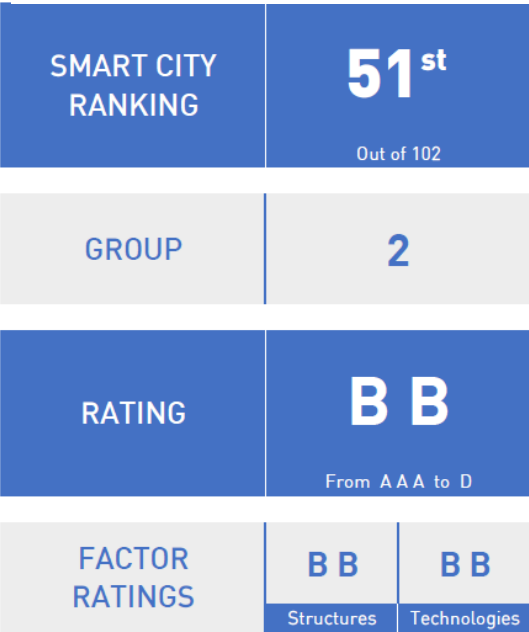 SMART CITY
RANKING
51st
Out of 102
GROUP
2
RATING
B B
From A A A to D
FACTOR
RATINGS
B B
B B
Structures
Technologies